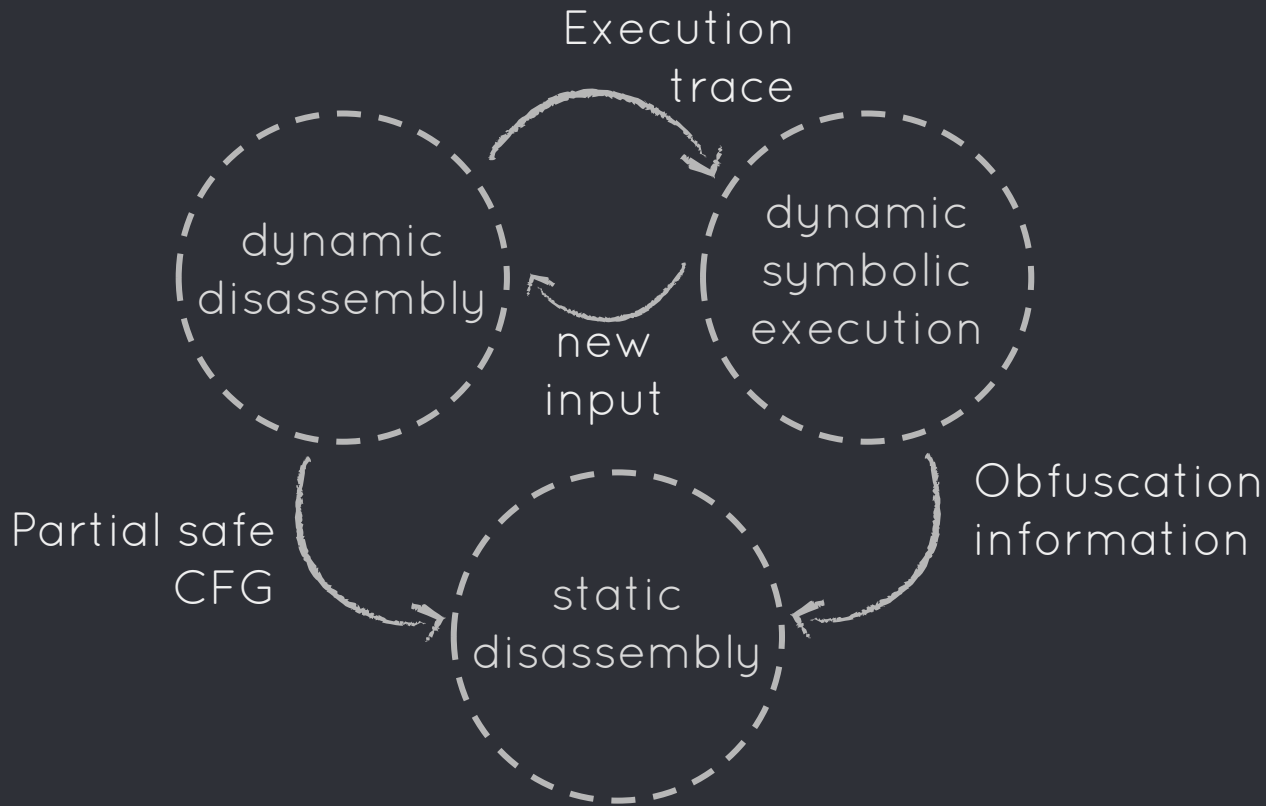 Execution
trace
dynamic
disassembly
dynamic
symbolic
execution
new
input
Partial safe
CFG
Obfuscation
information
static
disassembly